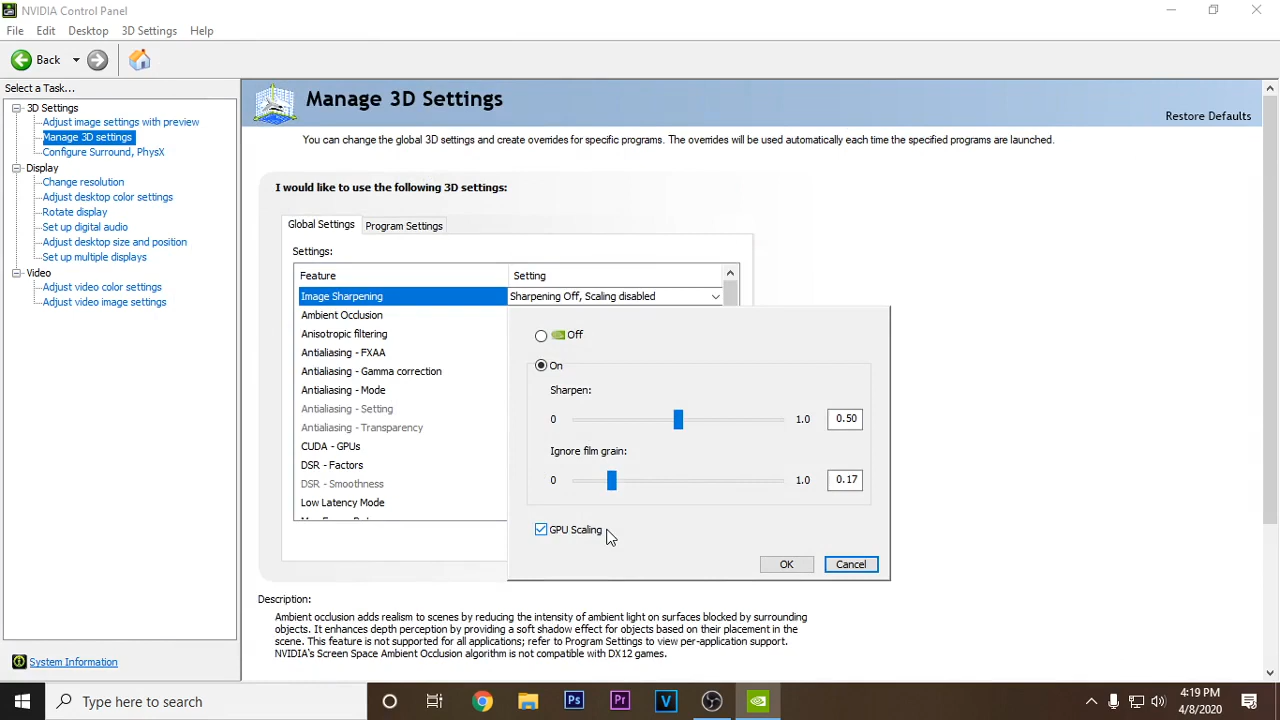 NVIDIA Control Panel
File Edit Desktop 3D Settings Help
Back
Select a Task...
3D Settings
Adjust image settings with preview
Manage 3D settings
Configure Surround, PhysX
Display
Change resolution
Adjust desktop color settings
Rotate display
Set up digital audio
Adjust desktop size and position
Set up multiple displays
Video
Adjust video color settings
Adjust video image settings
System Information
Manage 3D Settings
Restore Defaults
You can change the global 3D settings and create overrides for specific programs. The overrides will be used automatically each time the specified programs are launched.
I would like to use the following 3D settings:
Global Settings Program Settings
Settings:
Feature Setting
Image Sharpening Sharpening Off, Scaling disabled
Ambient Occlusion
Anisotropic filtering
Antialiasing - FXAA
Antialiasing - Gamma correction
Antialiasing - Mode
Antialiasing - Setting
Antialiasing - Transparency
CUDA - GPUs
DSR - Factors
DSR - Smoothness
Low Latency Mode
Off
On
Sharpen:
0 1.0 0.50
Ignore film grain:
0 1.0 0.17
GPU Scaling
OK Cancel
Description:
Ambient occlusion adds realism to scenes by reducing the intensity of ambient light on surfaces blocked by surrounding
objects. It enhances depth perception by providing a soft shadow effect for objects based on their placement in the
scene. This feature is not supported for all applications; refer to Program Settings to view per-application support.
NVIDIA's Screen Space Ambient Occlusion algorithm is not compatible with DX12 games.
Type here to search
Ps
Pr
V
4:19 PM
4/8/2020